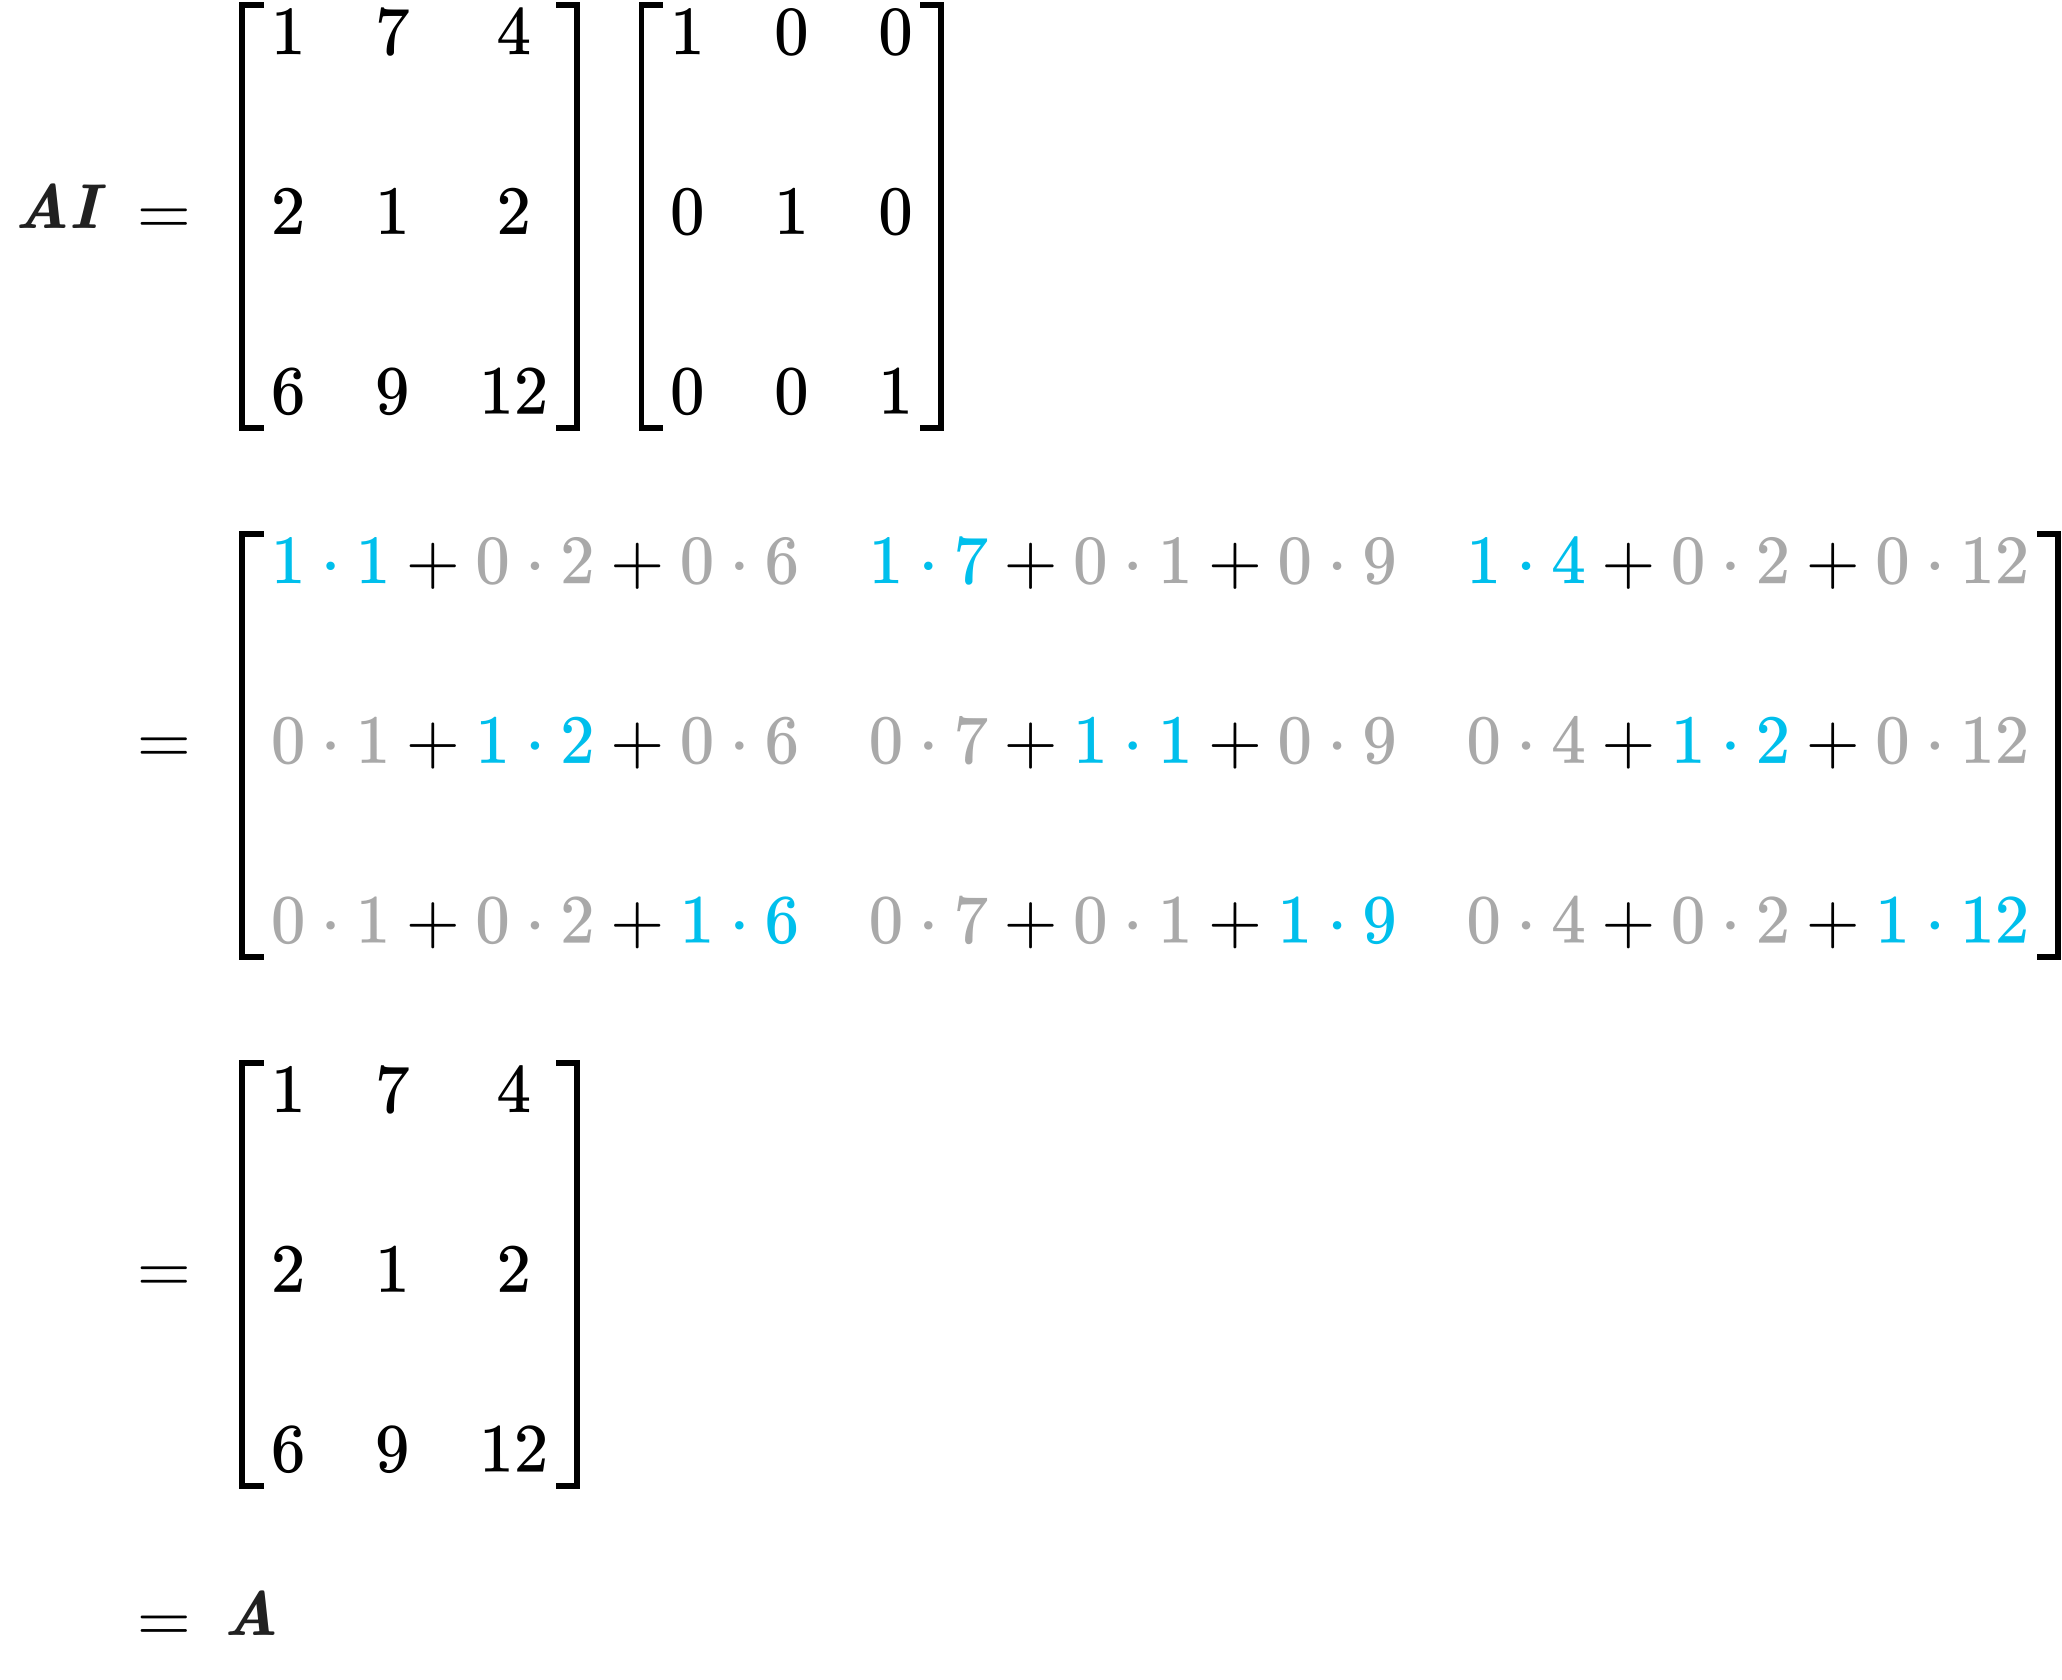 1 7 4 1 0 0
AI = 2 1 2 0 1 0
6 9 12 0 0 1
1 · 1 + 0 · 2 + 0 · 6 1 · 7 + 0 · 1 + 0 · 9 1 · 4 + 0 · 2 + 0 · 12
= 0 · 1 + 1 · 2 + 0 · 6 0 · 7 + 1 · 1 + 0 · 9 0 · 4 + 1 · 2 + 0 · 12
0 · 1 + 0 · 2 + 1 · 6 0 · 7 + 0 · 1 + 1 · 9 0 · 4 + 0 · 2 + 1 · 12
1 7 4
= 2 1 2
6 9 12
= A